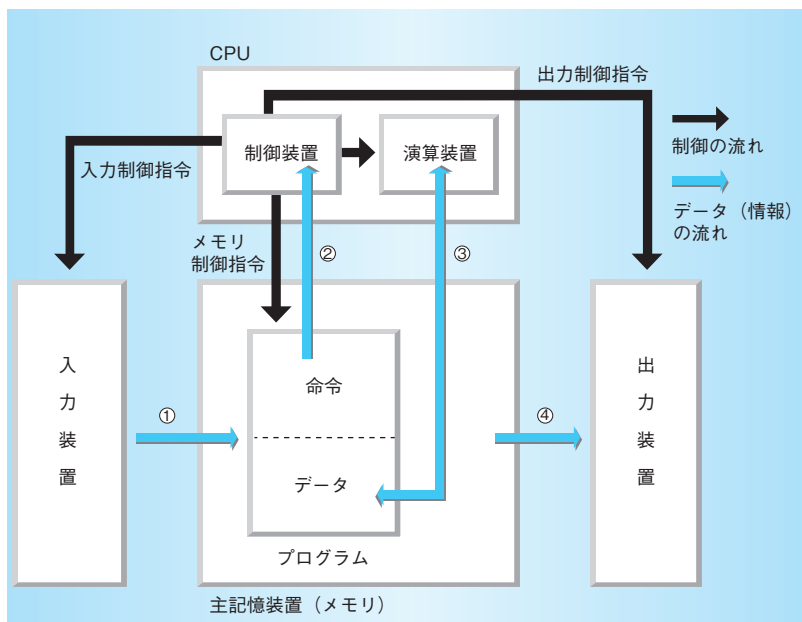 CPU
出力制御指令
制御装置
演算装置
制御の流れ
入力制御指令
データ（情報）
の流れ
メモリ
制御指令
②
③
入力装置
命令
出力装置
①
④
データ
プログラム
主記憶装置（メモリ）